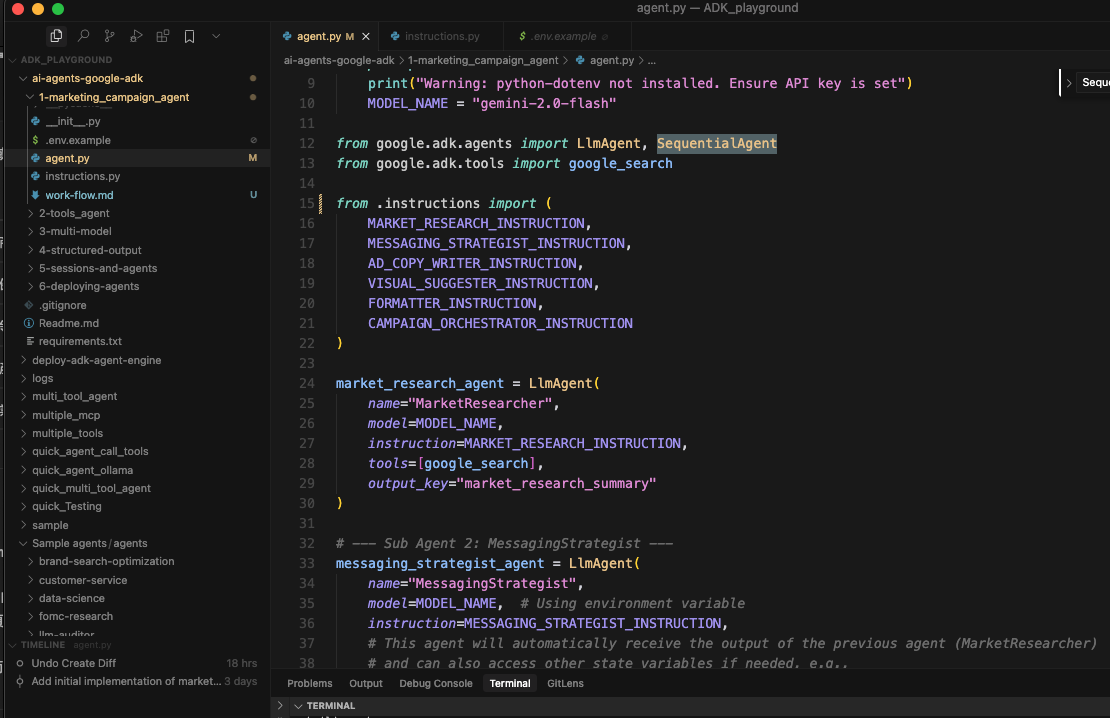 agent.py — ADK_playground
agent.py M
instructions.py
$ .env.example
ADK_PLAYGROUND
ai-agents-google-adk
1-marketing_campaign_agent
__init__.py
$ .env.example
agent.py M
instructions.py
work-flow.md U
2-tools_agent
3-multi-model
4-structured-output
5-sessions-and-agents
6-deploying-agents
.gitignore
Readme.md
requirements.txt
deploy-adk-agent-engine
logs
multi_tool_agent
multiple_mcp
multiple_tools
quick_agent_call_tools
quick_agent_ollama
quick_multi_tool_agent
quick_Testing
sample
Sample agents/agents
brand-search-optimization
customer-service
data-science
fomc-research
llm-auditor
TIMELINE agent.py
Undo Create Diff 18 hrs
Add initial implementation of market... 3 days
ai-agents-google-adk > 1-marketing_campaign_agent > agent.py > ...
Seque
9 print("Warning: python-dotenv not installed. Ensure API key is set")
10 MODEL_NAME = "gemini-2.0-flash"
11
12 from google.adk.agents import LlmAgent, SequentialAgent
13 from google.adk.tools import google_search
14
15 from .instructions import (
16 MARKET_RESEARCH_INSTRUCTION,
17 MESSAGING_STRATEGIST_INSTRUCTION,
18 AD_COPY_WRITER_INSTRUCTION,
19 VISUAL_SUGGESTER_INSTRUCTION,
20 FORMATTER_INSTRUCTION,
21 CAMPAIGN_ORCHESTRATOR_INSTRUCTION
22 )
23
24 market_research_agent = LlmAgent(
25 name="MarketResearcher",
26 model=MODEL_NAME,
27 instruction=MARKET_RESEARCH_INSTRUCTION,
28 tools=[google_search],
29 output_key="market_research_summary"
30 )
31
32 # --- Sub Agent 2: MessagingStrategist ---
33 messaging_strategist_agent = LlmAgent(
34 name="MessagingStrategist",
35 model=MODEL_NAME, # Using environment variable
36 instruction=MESSAGING_STRATEGIST_INSTRUCTION,
37 # This agent will automatically receive the output of the previous agent (MarketResearcher)
38 # and can also access other state variables if needed, e.g.,
Problems Output Debug Console Terminal GitLens
TERMINAL